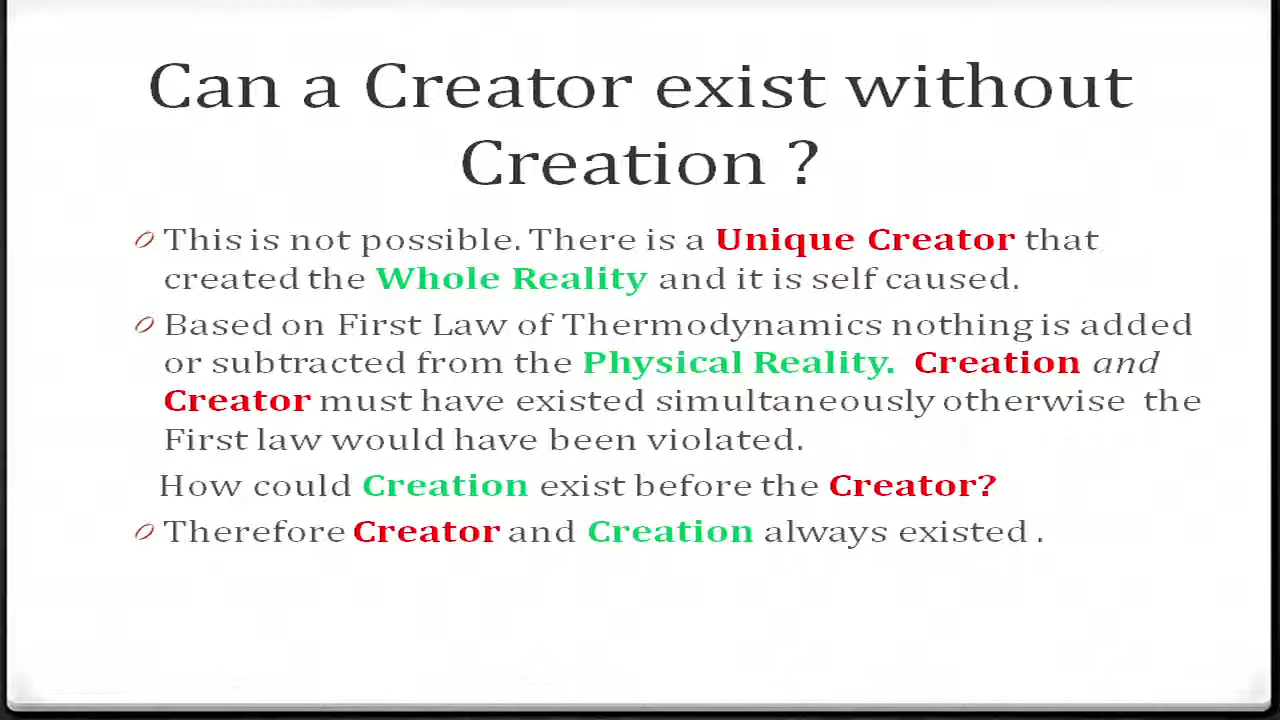 Can a Creator exist without
Creation ?
This is not possible. There is a Unique Creator that
created the Whole Reality and it is self caused.
Based on First Law of Thermodynamics nothing is added
or subtracted from the Physical Reality. Creation and
Creator must have existed simultaneously otherwise the
First law would have been violated.
How could Creation exist before the Creator?
Therefore Creator and Creation always existed .